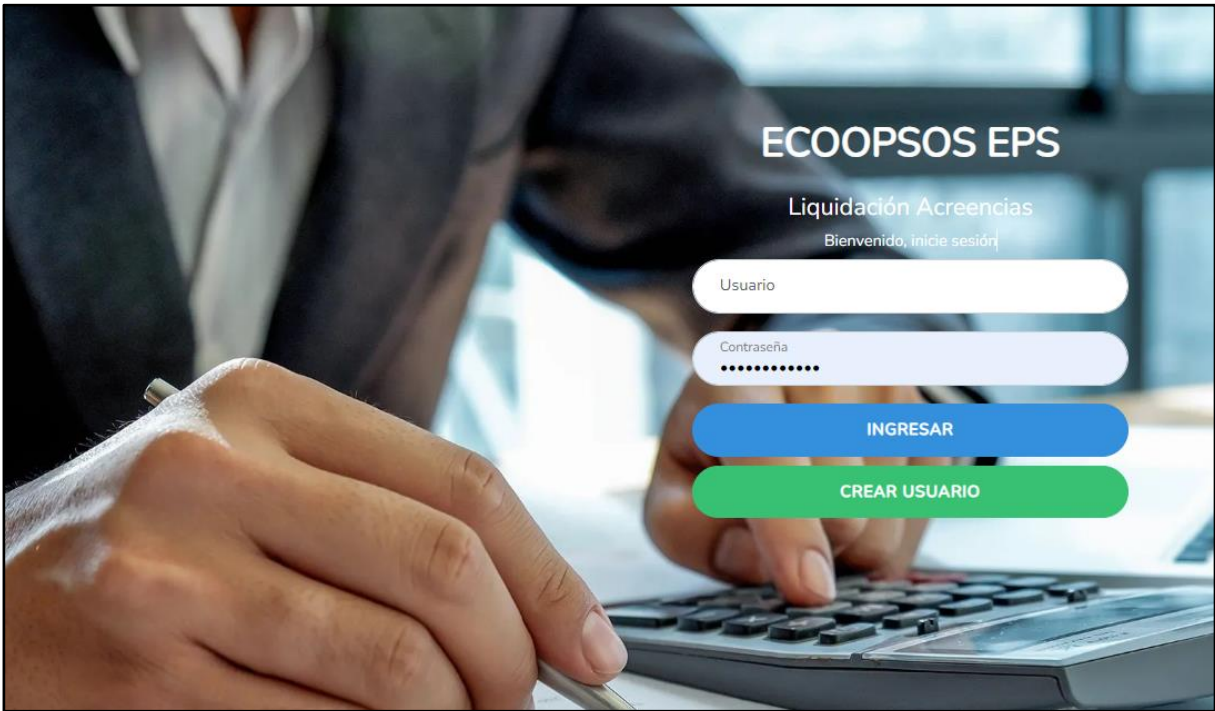 ECOOPSOS EPS
Liquidación Acreencias
Bienvenido, inicie sesión
Usuario
Contraseña
••••••••••••
INGRESAR
CREAR USUARIO